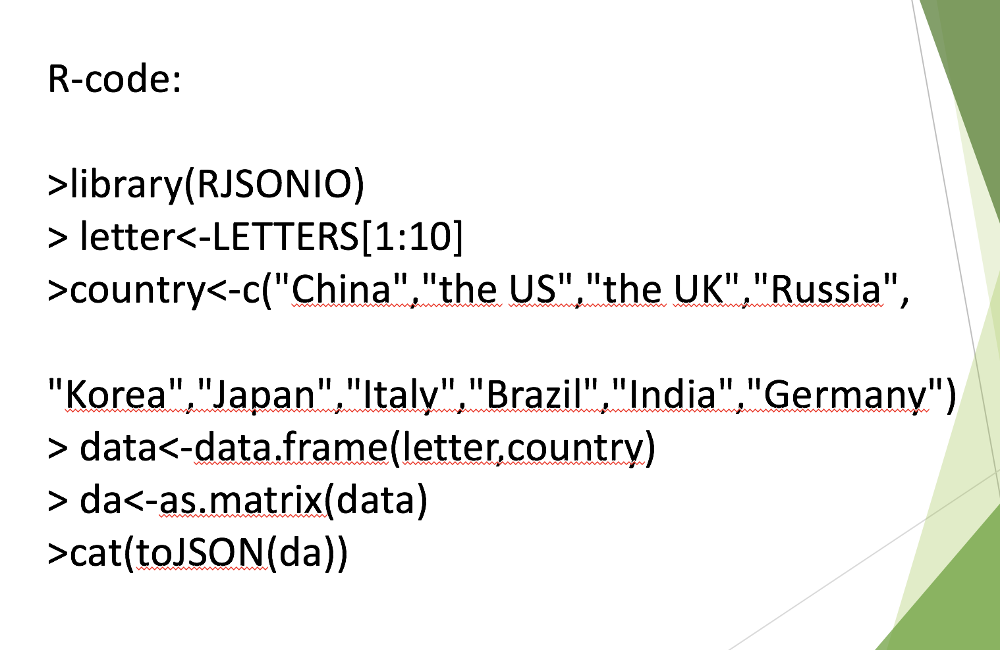 R-code:
>library(RJSONIO)
> letter<-LETTERS[1:10]
>country<-c("China","the US","the UK","Russia",
"Korea","Japan","Italy","Brazil","India","Germany")
> data<-data.frame(letter,country)
> da<-as.matrix(data)
>cat(toJSON(da))